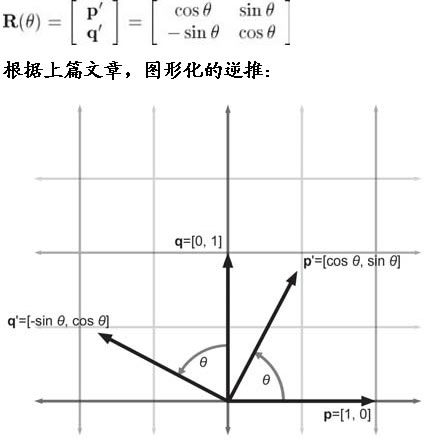 R(θ) = [ p′ q′ ] = [ cos θ sin θ
− sin θ cos θ ]
根据上篇文章，图形化的逆推：
q=[0, 1]
p'=[cos θ, sin θ]
q'=[-sin θ, cos θ]
θ
θ
p=[1, 0]